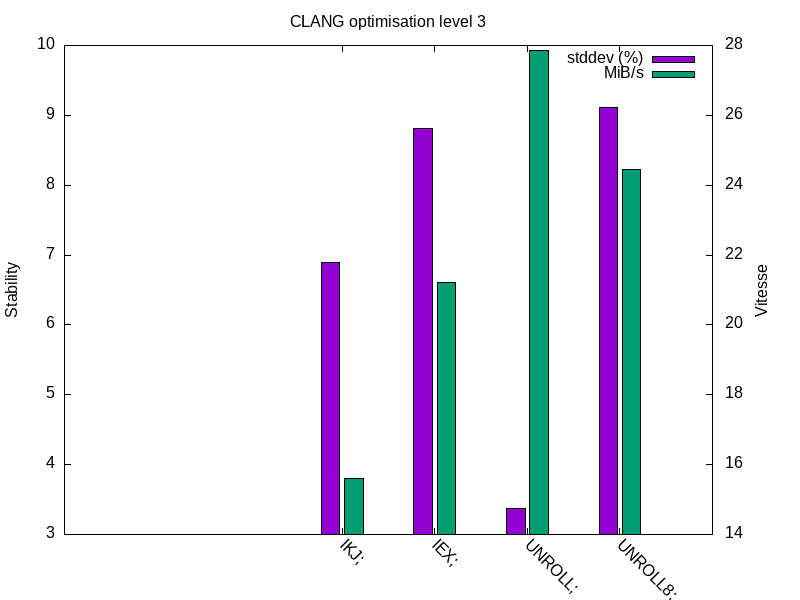 CLANG optimisation level 3
stddev (%)
MiB/s
10
9
8
7
6
5
4
3
28
26
24
22
20
18
16
14
Stability
Vitesse
IKJ;
IEX;
UNROLL;
UNROLL8;